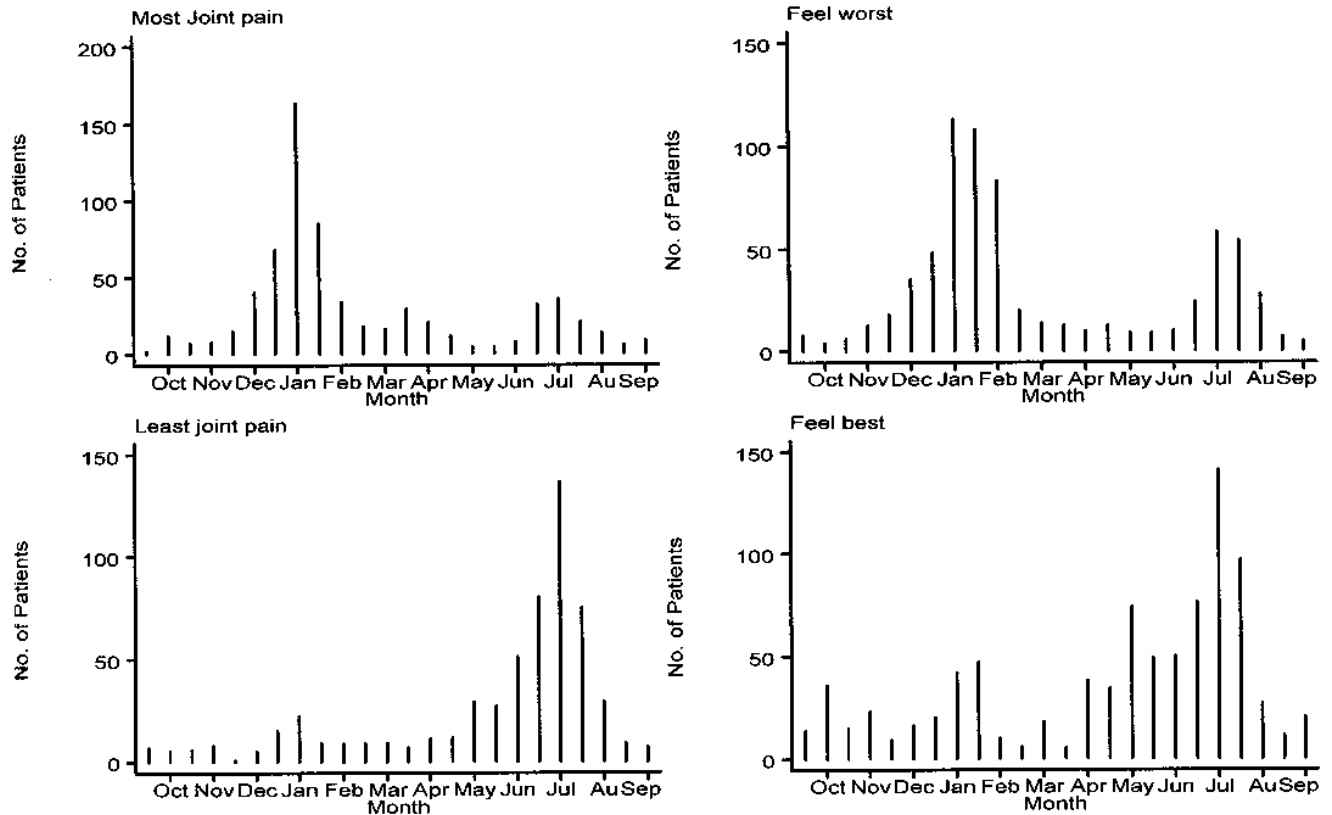 Most Joint pain
200
150
100
50
0
No. of Patients
Oct Nov Dec Jan Feb Mar Apr May Jun Jul Au Sep
Month
Feel worst
150
100
50
0
No. of Patients
Oct Nov Dec Jan Feb Mar Apr May Jun Jul Au Sep
Month
Least joint pain
150
100
50
0
No. of Patients
Oct Nov Dec Jan Feb Mar Apr May Jun Jul Au Sep
Month
Feel best
150
100
50
0
No. of Patients
Oct Nov Dec Jan Feb Mar Apr May Jun Jul Au Sep
Month